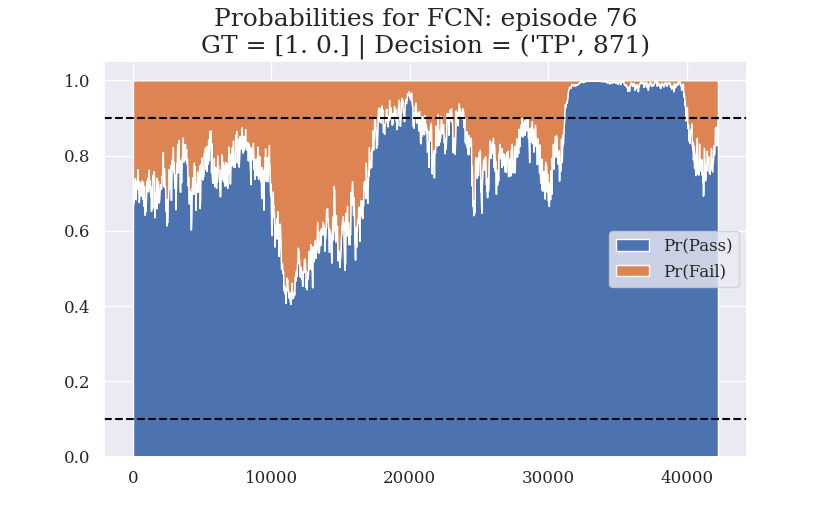 Probabilities for FCN: episode 76
GT = [1. 0.] | Decision = ('TP', 871)
1.0
0.8
0.6
0.4
0.2
0.0
Pr(Pass)
Pr(Fail)
0 10000 20000 30000 40000